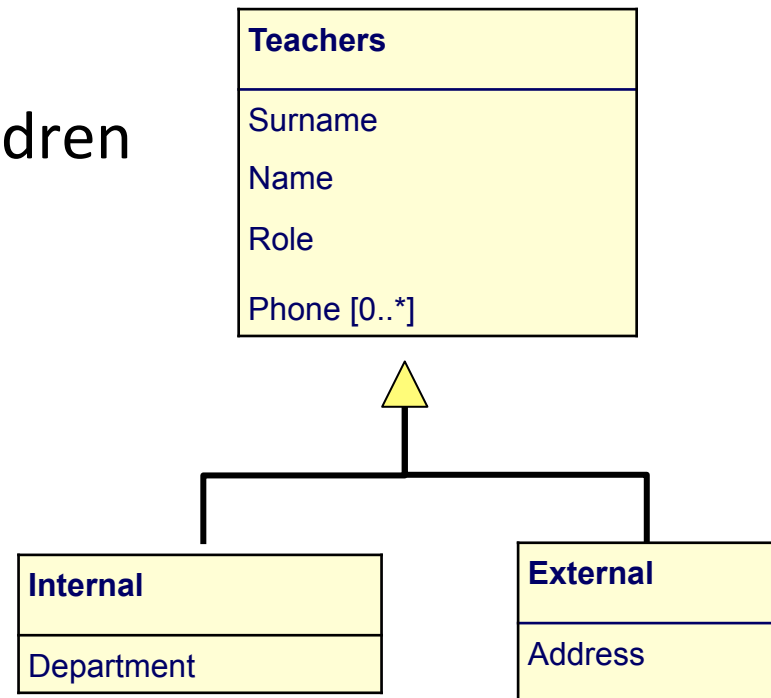 Teachers
dren
Surname
Name
Role
Phone [0..*]
Internal
Department
External
Address